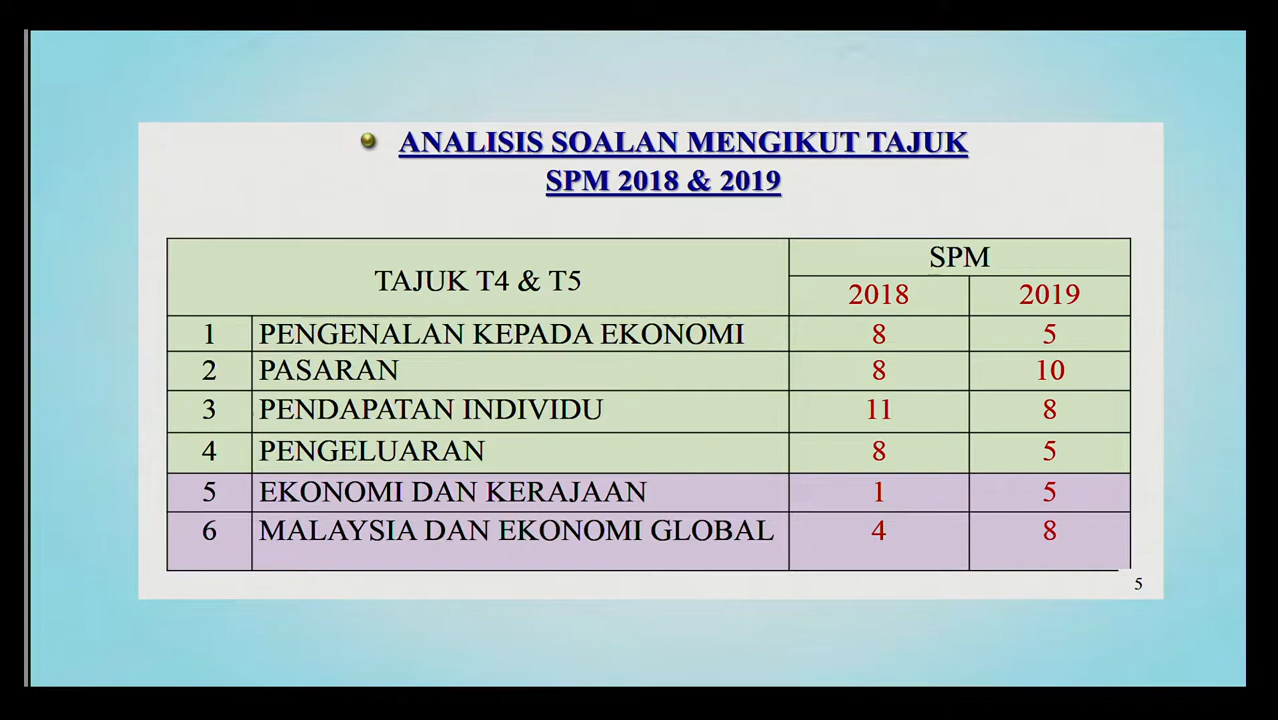 ANALISIS SOALAN MENGIKUT TAJUK
SPM 2018 & 2019
TAJUK T4 & T5
SPM
2018 2019
1 PENGENALAN KEPADA EKONOMI 8 5
2 PASARAN 8 10
3 PENDAPATAN INDIVIDU 11 8
4 PENGELUARAN 8 5
5 EKONOMI DAN KERAJAAN 1 5
6 MALAYSIA DAN EKONOMI GLOBAL 4 8
5